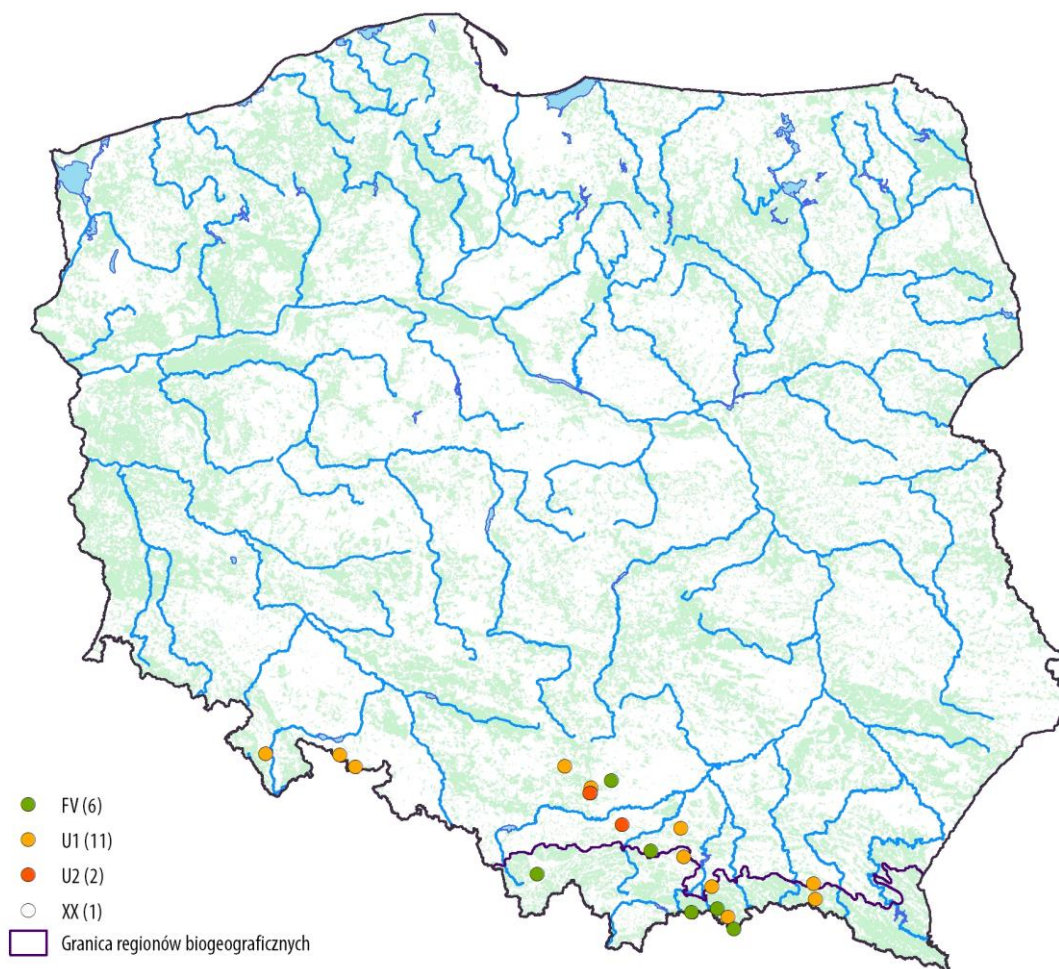 FV (6)
U1 (11)
U2 (2)
XX (1)
Granica regionów biogeograficznych